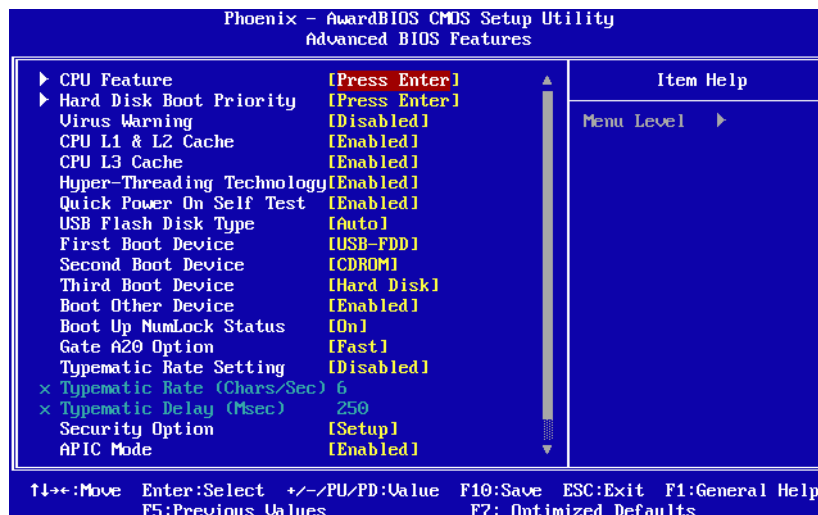 Phoenix – AwardBIOS CMOS Setup Utility
Advanced BIOS Features
CPU Feature [Press Enter]
Hard Disk Boot Priority [Press Enter]
Virus Warning [Disabled]
CPU L1 & L2 Cache [Enabled]
CPU L3 Cache [Enabled]
Hyper-Threading Technology[Enabled]
Quick Power On Self Test [Enabled]
USB Flash Disk Type [Auto]
First Boot Device [USB-FDD]
Second Boot Device [CDROM]
Third Boot Device [Hard Disk]
Boot Other Device [Enabled]
Boot Up NumLock Status [On]
Gate A20 Option [Fast]
Typematic Rate Setting [Disabled]
x Typematic Rate (Chars/Sec) 6
x Typematic Delay (Msec) 250
Security Option [Setup]
APIC Mode [Enabled]
Item Help
Menu Level
↑↓→←:Move Enter:Select +/-/PU/PD:Value F10:Save ESC:Exit F1:General Help
F5:Previous Values F7: Optimized Defaults